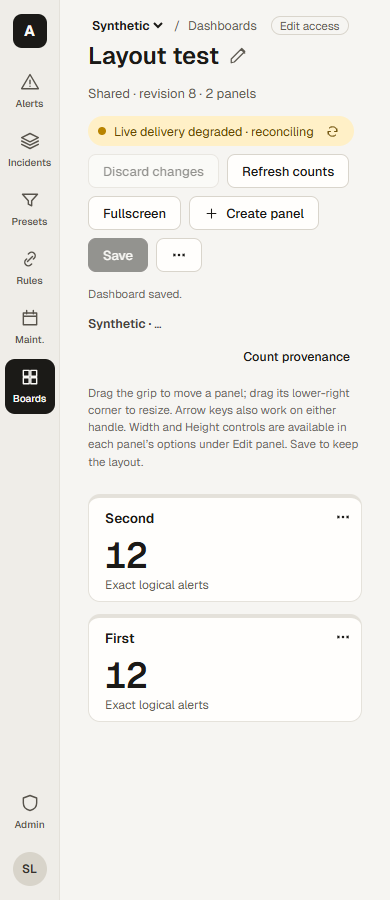 A
Synthetic / Dashboards Edit access
Layout test
Shared · revision 8 · 2 panels
Live delivery degraded · reconciling
Discard changes Refresh counts
Fullscreen + Create panel
Save ...
Dashboard saved.
Synthetic · ...
Count provenance
Drag the grip to move a panel; drag its lower-right
corner to resize. Arrow keys also work on either
handle. Width and Height controls are available in
each panel's options under Edit panel. Save to keep
the layout.
Second ...
12
Exact logical alerts
First ...
12
Exact logical alerts
Alerts
Incidents
Presets
Rules
Maint.
Boards
Admin
SL